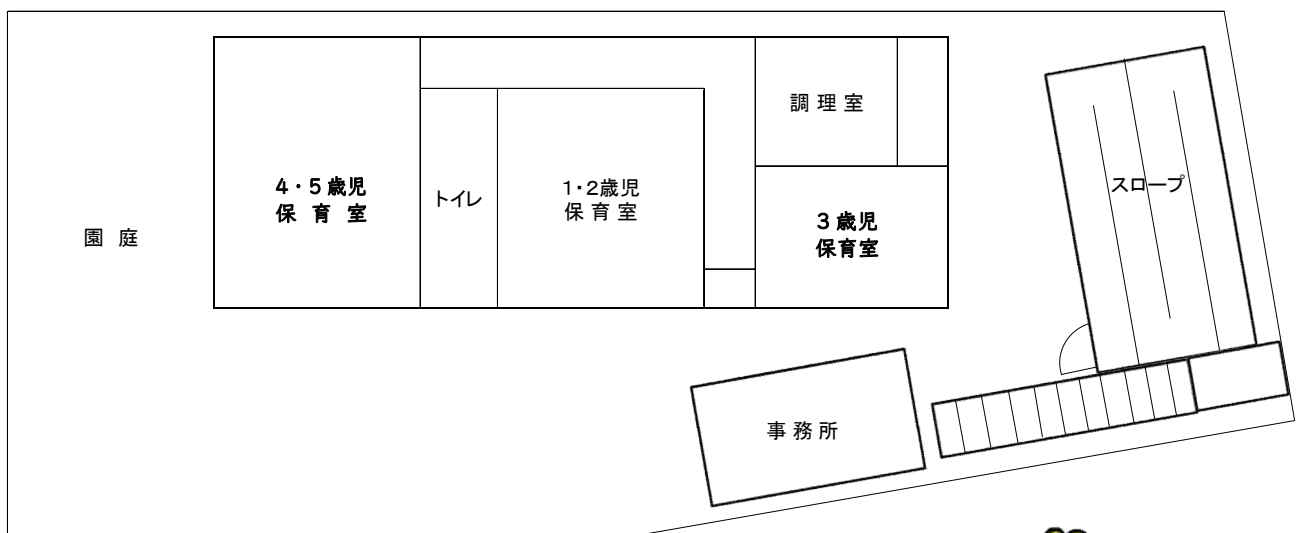 調理室
4・5歳児
保育室
トイレ
1・2歳児
保育室
スロープ
3歳児
保育室
園庭
事務所